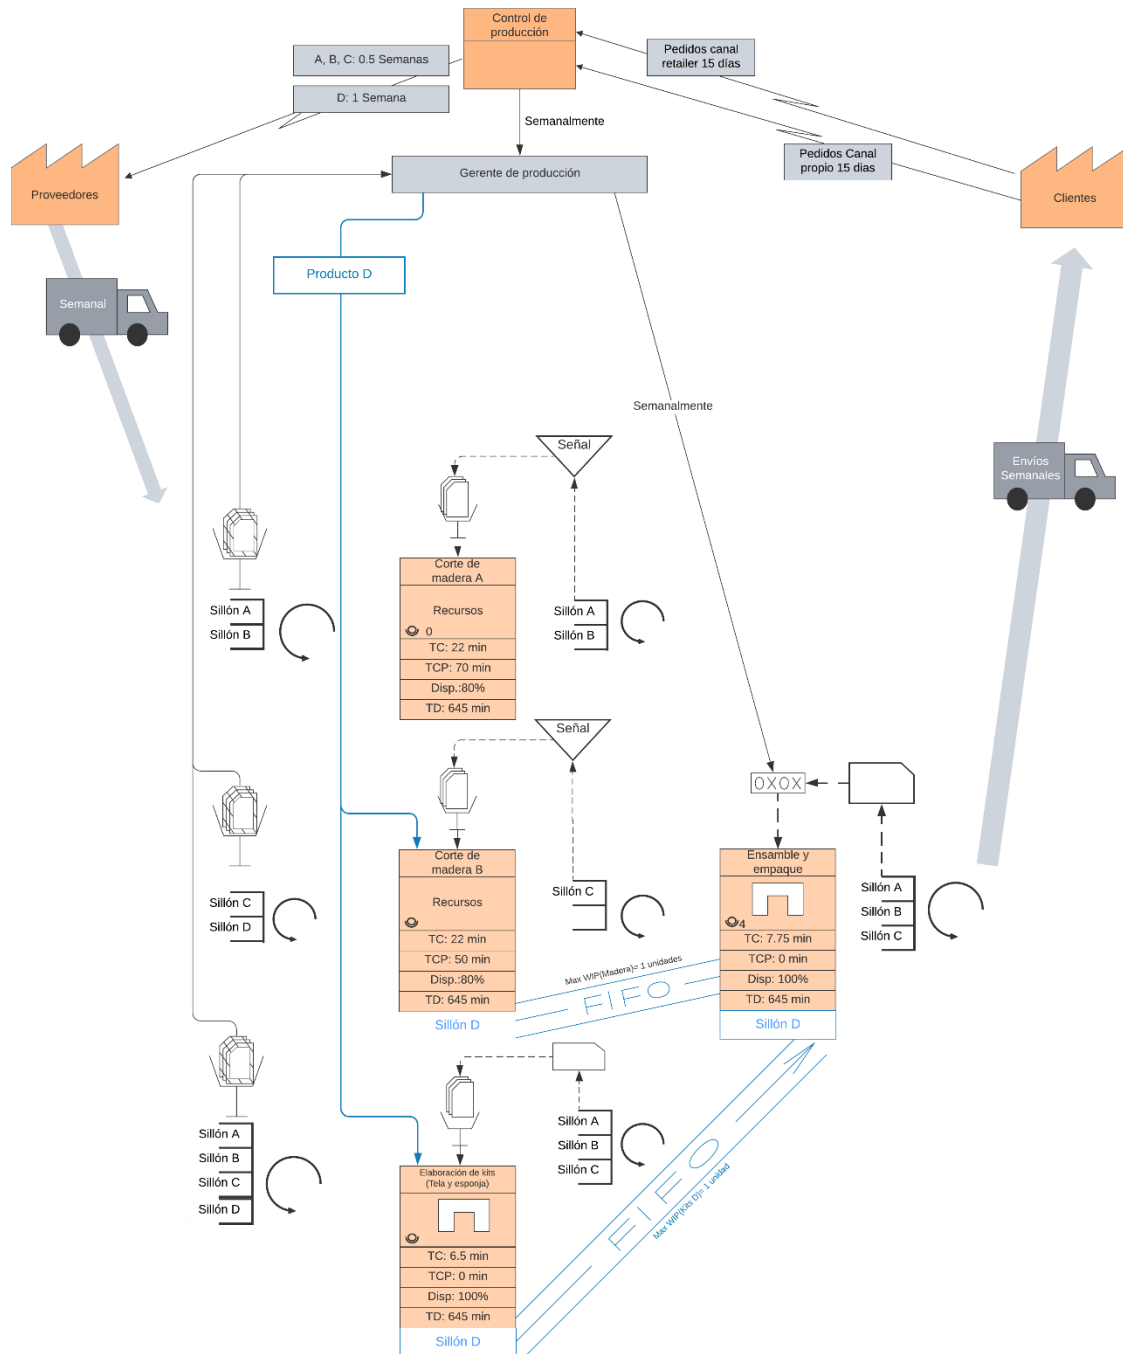 Control de
producción
A, B, C: 0.5 Semanas
D: 1 Semana
Pedidos canal
retailer 15 días
Semanalmente
Pedidos Canal
propio 15 dias
Gerente de producción
Proveedores
Clientes
Producto D
Semanal
Semanalmente
Señal
Envíos
Semanales
Corte de
madera A
Recursos
0
TC: 22 min
TCP: 70 min
Disp.:80%
TD: 645 min
Sillón A
Sillón B
Sillón A
Sillón B
Señal
OXOX
Corte de
madera B
Recursos
TC: 22 min
TCP: 50 min
Disp.:80%
TD: 645 min
Sillón D
Sillón C
Sillón D
Sillón C
Ensamble y
empaque
4
TC: 7.75 min
TCP: 0 min
Disp: 100%
TD: 645 min
Sillón D
Sillón A
Sillón B
Sillón C
Max WIP(Madera)= 1 unidades
FIFO
Sillón A
Sillón B
Sillón C
Sillón D
Sillón A
Sillón B
Sillón C
Elaboración de kits
(Tela y esponja)
TC: 6.5 min
TCP: 0 min
Disp: 100%
TD: 645 min
Sillón D
FIFO
Max WIP(Kits D)= 1 unidad